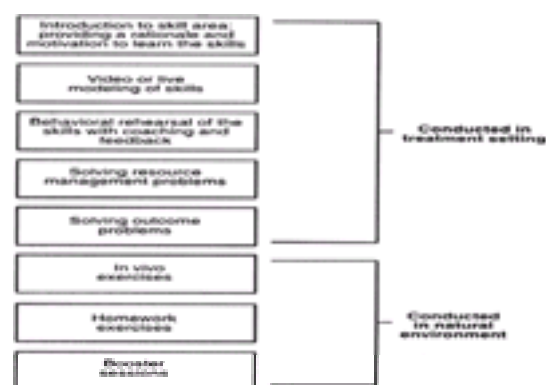 Introduction to skill area;
providing a rationale and
motivation to learn the skills
Video or live
modeling of skills
Behavioral rehearsal of the
skills with coaching and
feedback
Solving resource
management problems
Solving outcome
problems
In vivo
exercises
Homework
exercises
Booster
sessions
Conducted in
treatment setting
Conducted
in natural
environment